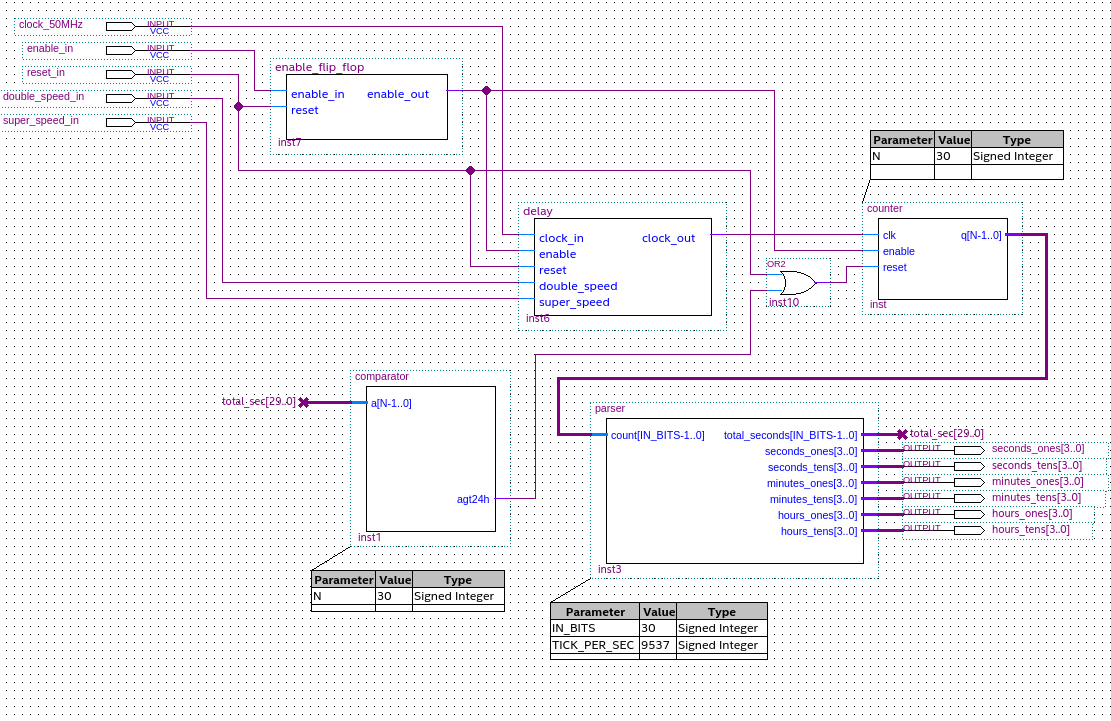 clock_50MHz
INPUT
VCC
enable_in
INPUT
VCC
reset_in
INPUT
VCC
double_speed_in
INPUT
VCC
super_speed_in
INPUT
VCC
enable_flip_flop
enable_in enable_out
reset
inst7
Parameter Value Type
N 30 Signed Integer
delay
clock_in clock_out
enable
reset
double_speed
super_speed
inst6
OR2
inst10
counter
clk q[N-1..0]
enable
reset
inst
comparator
total_sec[29..0]
a[N-1..0]
agt24h
inst1
Parameter Value Type
N 30 Signed Integer
parser
count[IN_BITS-1..0] total_seconds[IN_BITS-1..0]
seconds_ones[3..0]
seconds_tens[3..0]
minutes_ones[3..0]
minutes_tens[3..0]
hours_ones[3..0]
hours_tens[3..0]
inst3
total_sec[29..0]
OUTPUT seconds_ones[3..0]
OUTPUT seconds_tens[3..0]
OUTPUT minutes_ones[3..0]
OUTPUT minutes_tens[3..0]
OUTPUT hours_ones[3..0]
OUTPUT hours_tens[3..0]
Parameter Value Type
IN_BITS 30 Signed Integer
TICK_PER_SEC 9537 Signed Integer